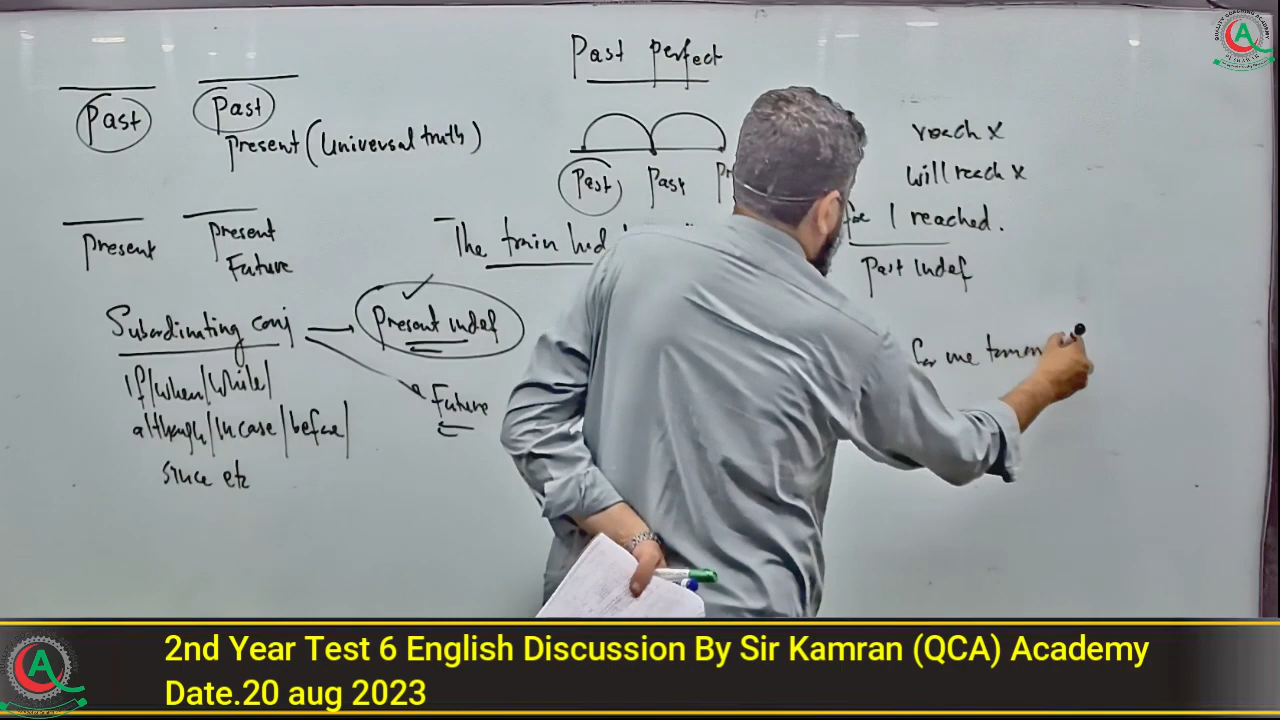 Past Past
present (Universal truth)
present present
Future
Subordinating conj
If/when/while/
although/in case/before/
since etc
Present indef
Future
Past perfect
Past Past
The train had
reach x
will reach x
I reached.
Past indef
for me
2nd Year Test 6 English Discussion By Sir Kamran (QCA) Academy
Date.20 aug 2023